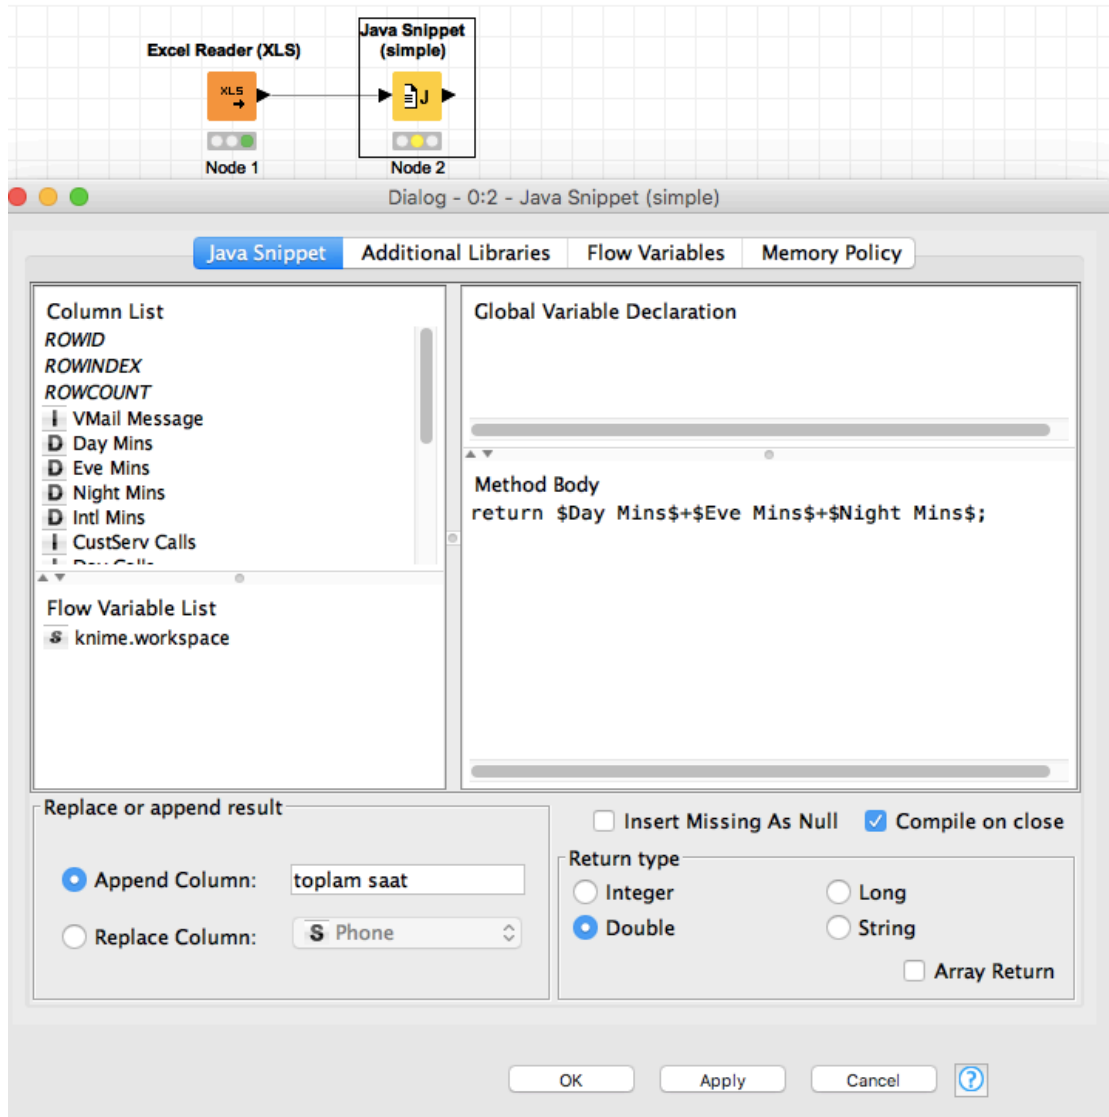 Java Snippet
(simple)
Excel Reader (XLS)
XLS
J
Node 1
Node 2
Dialog - 0:2 - Java Snippet (simple)
Java Snippet Additional Libraries Flow Variables Memory Policy
Column List
ROWID
ROWINDEX
ROWCOUNT
I VMail Message
D Day Mins
D Eve Mins
D Night Mins
D Intl Mins
I CustServ Calls
Flow Variable List
S knime.workspace
Global Variable Declaration
Method Body
return $Day Mins$+$Eve Mins$+$Night Mins$;
Replace or append result
Append Column: toplam saat
Replace Column: S Phone
Insert Missing As Null Compile on close
Return type
Integer Long
Double String
Array Return
OK Apply Cancel ?